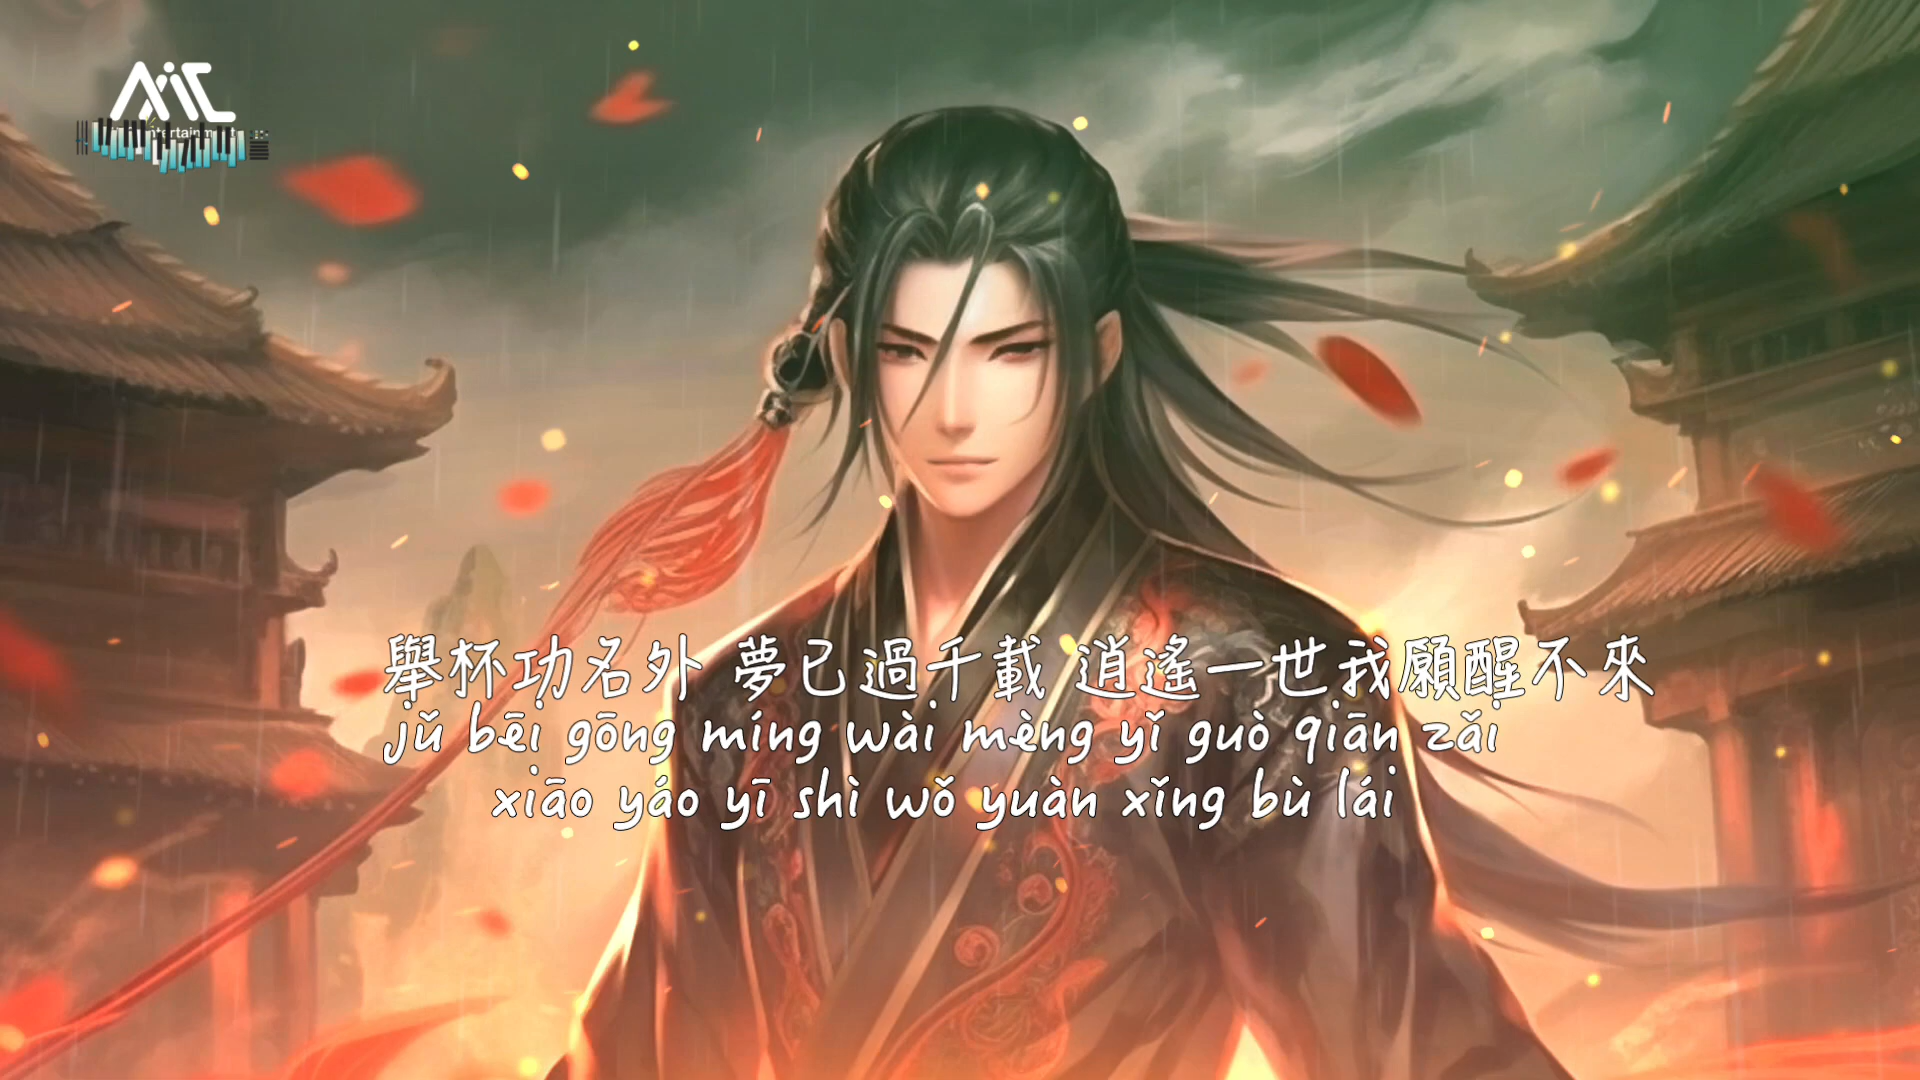 AIC
Entertainment
舉杯功名外 夢已過千載 逍遙一世我願醒不來
jǔ bēi gōng míng wài mèng yǐ guò qiān zǎi
xiāo yáo yī shì wǒ yuàn xǐng bù lái